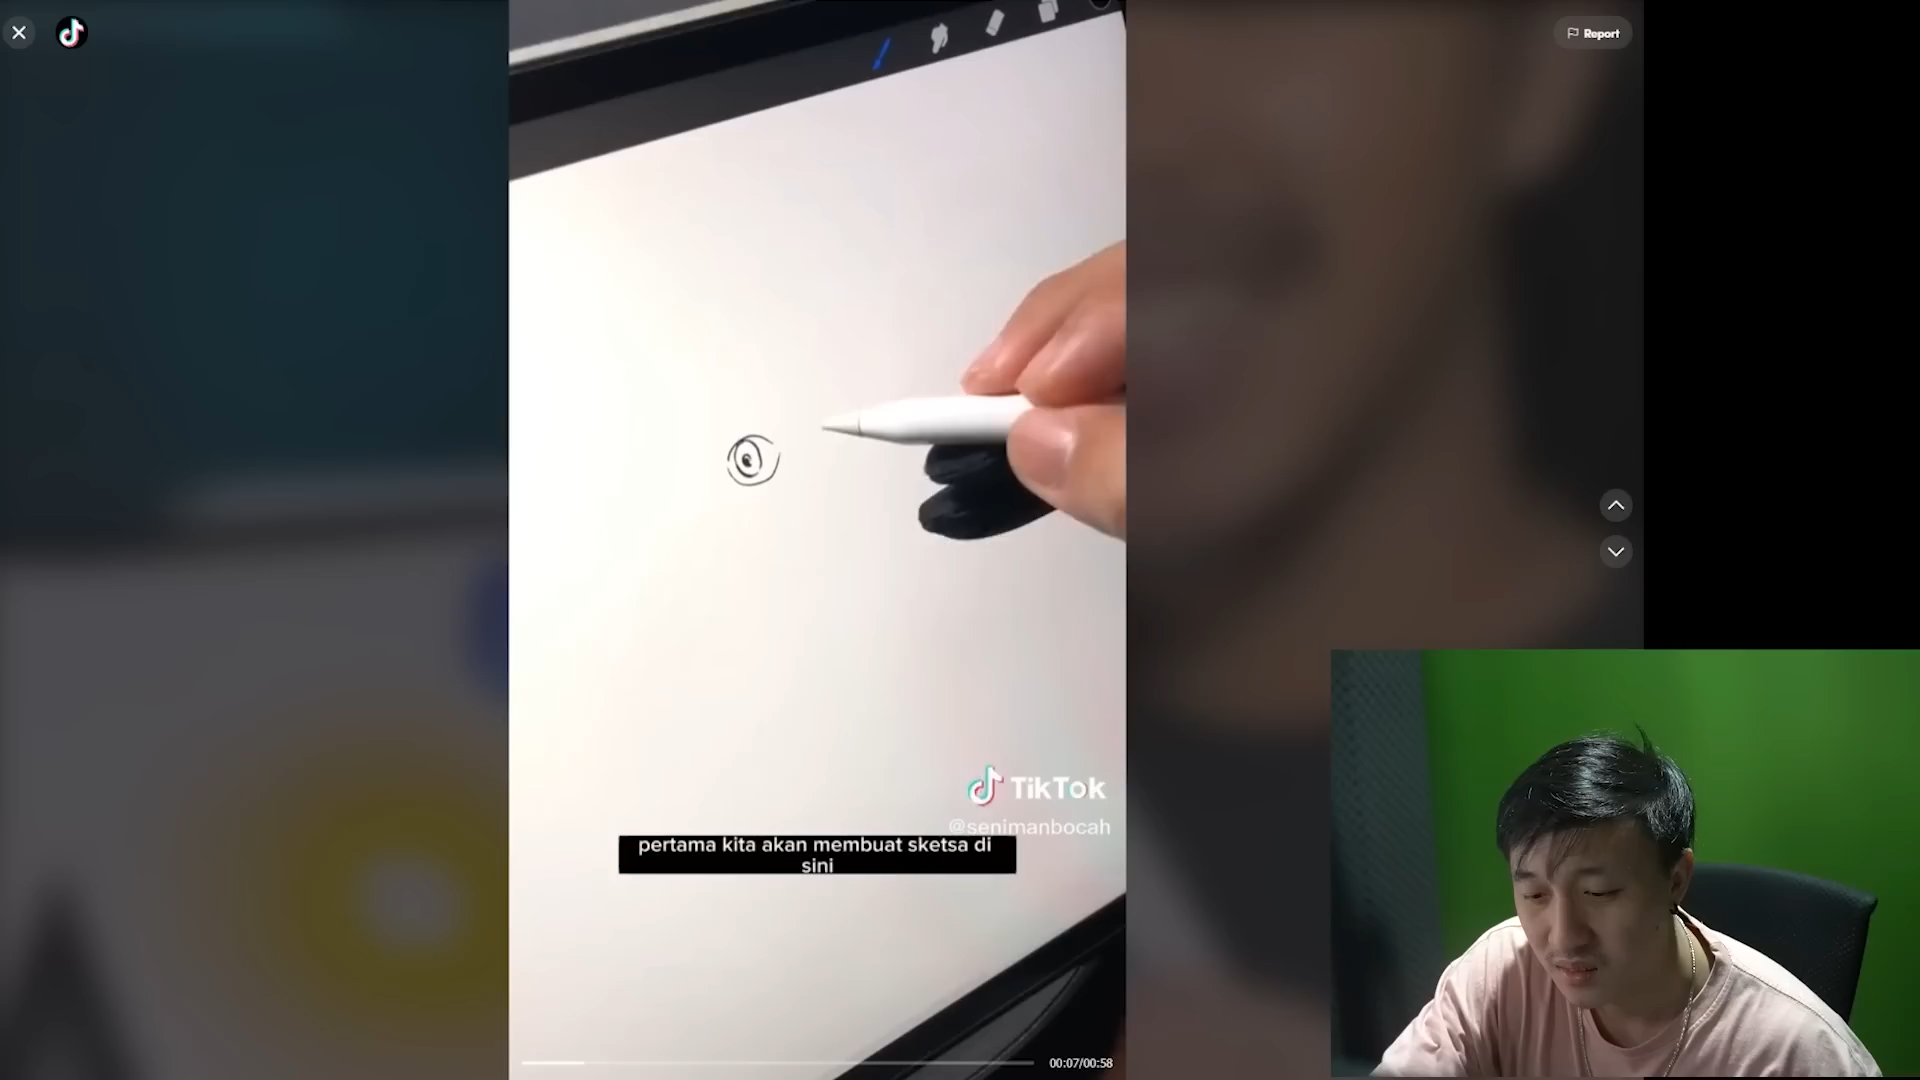 Report
TikTok
@senimanbocah
pertama kita akan membuat sketsa di
sini
00:07/00:58